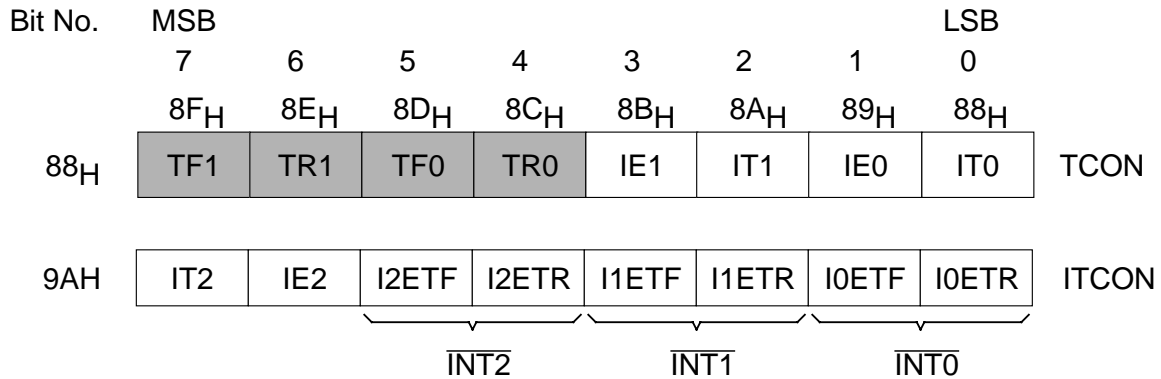 Bit No. MSB LSB
7 6 5 4 3 2 1 0
8FH 8EH 8DH 8CH 8BH 8AH 89H 88H
88H TF1 TR1 TF0 TR0 IE1 IT1 IE0 IT0 TCON
9AH IT2 IE2 I2ETF I2ETR I1ETF I1ETR I0ETF I0ETR ITCON
INT2 INT1 INT0